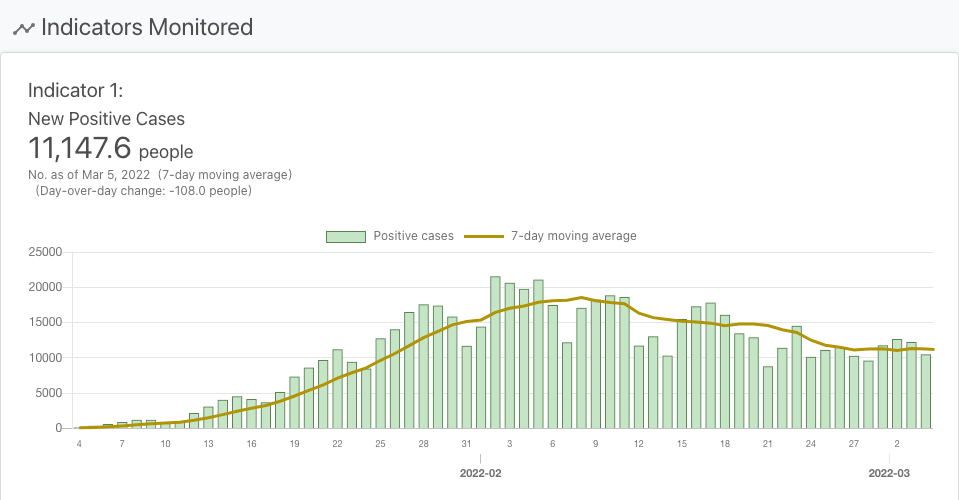 Indicators Monitored
Indicator 1:
New Positive Cases
11,147.6 people
No. as of Mar 5, 2022 (7-day moving average)
(Day-over-day change: -108.0 people)
Positive cases 7-day moving average
25000
20000
15000
10000
5000
0
4 7 10 13 16 19 22 25 28 31 3 6 9 12 15 18 21 24 27 2
2022-02 2022-03